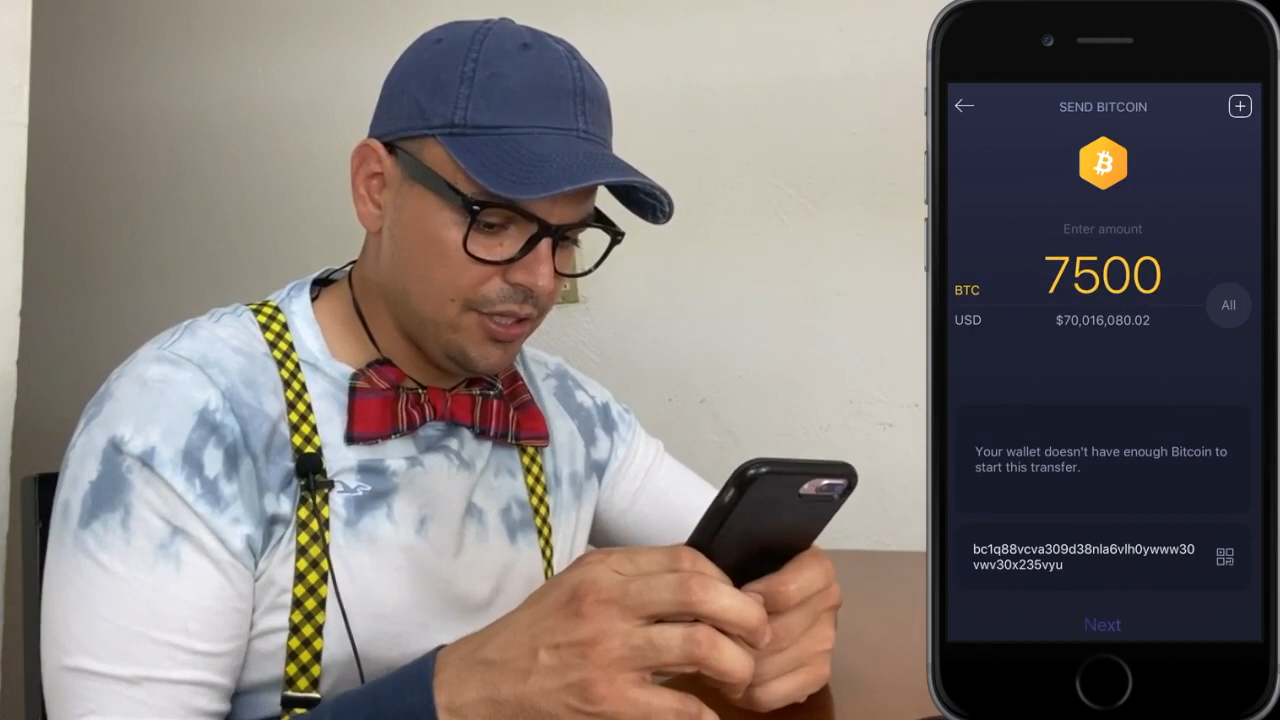 SEND BITCOIN
Enter amount
7500
BTC
All
USD
$70,016,080.02
Your wallet doesn't have enough Bitcoin to
start this transfer.
bc1q88vcva309d38nla6vlh0ywww30
vwv30x235vyu
Next